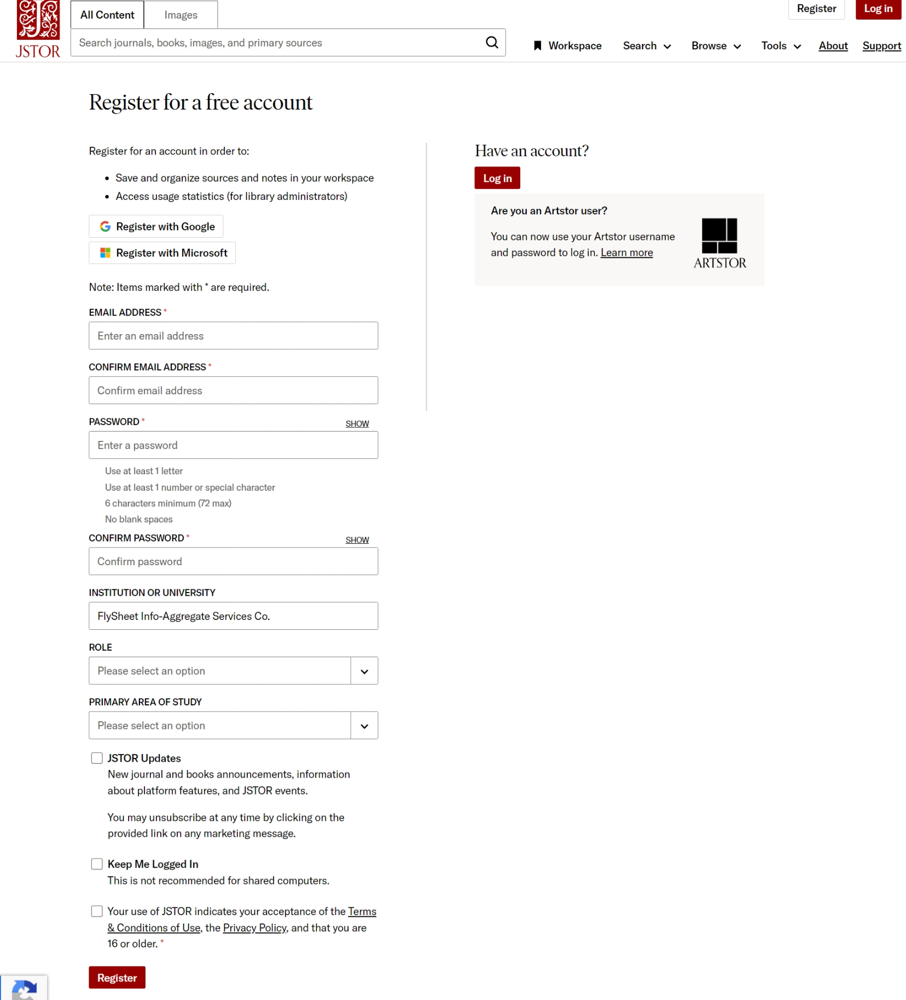 JSTOR
All Content
Images
Search journals, books, images, and primary sources
Register
Log in
Workspace
Search
Browse
Tools
About
Support
Register for a free account
Register for an account in order to:
• Save and organize sources and notes in your workspace
• Access usage statistics (for library administrators)
Register with Google
Register with Microsoft
Note: Items marked with * are required.
EMAIL ADDRESS *
Enter an email address
CONFIRM EMAIL ADDRESS *
Confirm email address
PASSWORD *
SHOW
Enter a password
Use at least 1 letter
Use at least 1 number or special character
6 characters minimum (72 max)
No blank spaces
CONFIRM PASSWORD *
SHOW
Confirm password
INSTITUTION OR UNIVERSITY
FlySheet Info-Aggregate Services Co.
ROLE
Please select an option
PRIMARY AREA OF STUDY
Please select an option
JSTOR Updates
New journal and books announcements, information
about platform features, and JSTOR events.
You may unsubscribe at any time by clicking on the
provided link on any marketing message.
Keep Me Logged In
This is not recommended for shared computers.
Your use of JSTOR indicates your acceptance of the Terms
& Conditions of Use, the Privacy Policy, and that you are
16 or older. *
Register
Have an account?
Log in
Are you an Artstor user?
You can now use your Artstor username
and password to log in. Learn more
ARTSTOR